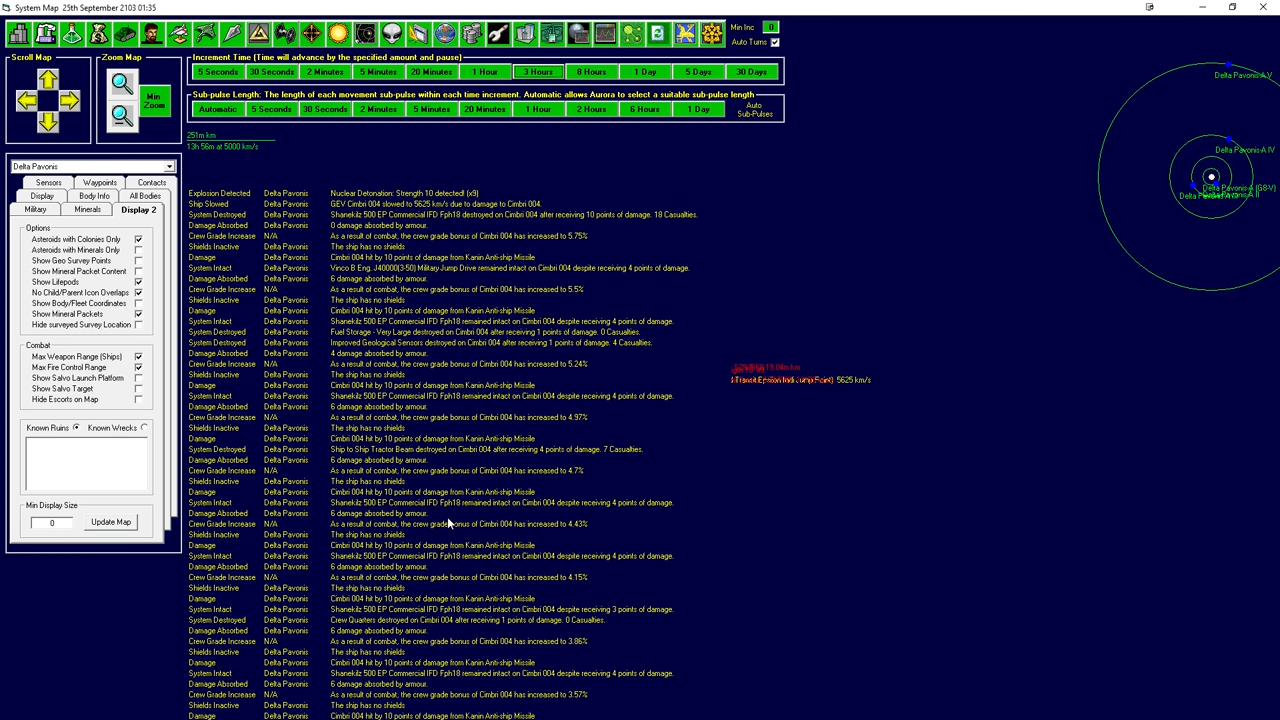 System Map   25th September 2103 01:35
Min Inc 0
Auto Turns
Scroll Map
Zoom Map
Min Zoom
Increment Time (Time will advance by the specified amount and pause)
5 Seconds 30 Seconds 2 Minutes 5 Minutes 20 Minutes 1 Hour 3 Hours 8 Hours 1 Day 5 Days 30 Days
Sub-pulse Length: The length of each movement sub-pulse within each time increment. Automatic allows Aurora to select a suitable sub-pulse length
Automatic 5 Seconds 30 Seconds 2 Minutes 5 Minutes 20 Minutes 1 Hour 2 Hours 6 Hours 1 Day Auto Sub-Pulses
251m km
13h 56m at 5000 km/s
Delta Pavonis
Sensors Waypoints Contacts
Display Body Info All Bodies
Military Minerals Display 2
Options
Asteroids with Colonies Only
Asteroids with Minerals Only
Show Geo Survey Points
Show Mineral Packet Content
Show Lifepods
No Child/Parent Icon Overlaps
Show Body/Fleet Coordinates
Show Mineral Packets
Hide surveyed Survey Location
Combat
Max Weapon Range (Ships)
Max Fire Control Range
Show Salvo Launch Platform
Show Salvo Target
Hide Escorts on Map
Known Ruins Known Wrecks
Min Display Size
0 Update Map
Explosion Detected Delta Pavonis Nuclear Detonation: Strength 10 detected! (x9)
Ship Slowed Delta Pavonis GEV Cimbri 004 slowed to 5625 km/s due to damage to Cimbri 004.
System Destroyed Delta Pavonis Shanekilz 500 EP Commercial IFD Fph18 destroyed on Cimbri 004 after receiving 10 points of damage. 18 Casualties.
Damage Absorbed Delta Pavonis 0 damage absorbed by armour.
Crew Grade Increase N/A As a result of combat, the crew grade bonus of Cimbri 004 has increased to 5.75%
Shields Inactive Delta Pavonis The ship has no shields
Damage Delta Pavonis Cimbri 004 hit by 10 points of damage from Kanin Anti-ship Missile
System Intact Delta Pavonis Vinco B Eng. J40000(3-50) Military Jump Drive remained intact on Cimbri 004 despite receiving 4 points of damage.
Damage Absorbed Delta Pavonis 6 damage absorbed by armour.
Crew Grade Increase N/A As a result of combat, the crew grade bonus of Cimbri 004 has increased to 5.5%
Shields Inactive Delta Pavonis The ship has no shields
Damage Delta Pavonis Cimbri 004 hit by 10 points of damage from Kanin Anti-ship Missile
System Intact Delta Pavonis Shanekilz 500 EP Commercial IFD Fph18 remained intact on Cimbri 004 despite receiving 4 points of damage.
System Destroyed Delta Pavonis Fuel Storage - Very Large destroyed on Cimbri 004 after receiving 1 points of damage. 0 Casualties.
System Destroyed Delta Pavonis Improved Geological Sensors destroyed on Cimbri 004 after receiving 1 points of damage. 4 Casualties.
Damage Absorbed Delta Pavonis 4 damage absorbed by armour.
Crew Grade Increase N/A As a result of combat, the crew grade bonus of Cimbri 004 has increased to 5.24%
Shields Inactive Delta Pavonis The ship has no shields
Damage Delta Pavonis Cimbri 004 hit by 10 points of damage from Kanin Anti-ship Missile
System Intact Delta Pavonis Shanekilz 500 EP Commercial IFD Fph18 remained intact on Cimbri 004 despite receiving 4 points of damage.
Damage Absorbed Delta Pavonis 6 damage absorbed by armour.
Crew Grade Increase N/A As a result of combat, the crew grade bonus of Cimbri 004 has increased to 4.97%
Shields Inactive Delta Pavonis The ship has no shields
Damage Delta Pavonis Cimbri 004 hit by 10 points of damage from Kanin Anti-ship Missile
System Destroyed Delta Pavonis Ship to Ship Tractor Beam destroyed on Cimbri 004 after receiving 4 points of damage. 7 Casualties.
Damage Absorbed Delta Pavonis 6 damage absorbed by armour.
Crew Grade Increase N/A As a result of combat, the crew grade bonus of Cimbri 004 has increased to 4.7%
Shields Inactive Delta Pavonis The ship has no shields
Damage Delta Pavonis Cimbri 004 hit by 10 points of damage from Kanin Anti-ship Missile
System Intact Delta Pavonis Shanekilz 500 EP Commercial IFD Fph18 remained intact on Cimbri 004 despite receiving 4 points of damage.
Damage Absorbed Delta Pavonis 6 damage absorbed by armour.
Crew Grade Increase N/A As a result of combat, the crew grade bonus of Cimbri 004 has increased to 4.43%
Shields Inactive Delta Pavonis The ship has no shields
Damage Delta Pavonis Cimbri 004 hit by 10 points of damage from Kanin Anti-ship Missile
System Intact Delta Pavonis Shanekilz 500 EP Commercial IFD Fph18 remained intact on Cimbri 004 despite receiving 4 points of damage.
Damage Absorbed Delta Pavonis 6 damage absorbed by armour.
Crew Grade Increase N/A As a result of combat, the crew grade bonus of Cimbri 004 has increased to 4.15%
Shields Inactive Delta Pavonis The ship has no shields
Damage Delta Pavonis Cimbri 004 hit by 10 points of damage from Kanin Anti-ship Missile
System Intact Delta Pavonis Shanekilz 500 EP Commercial IFD Fph18 remained intact on Cimbri 004 despite receiving 3 points of damage.
System Destroyed Delta Pavonis Crew Quarters destroyed on Cimbri 004 after receiving 1 points of damage. 0 Casualties.
Damage Absorbed Delta Pavonis 6 damage absorbed by armour.
Crew Grade Increase N/A As a result of combat, the crew grade bonus of Cimbri 004 has increased to 3.86%
Shields Inactive Delta Pavonis The ship has no shields
Damage Delta Pavonis Cimbri 004 hit by 10 points of damage from Kanin Anti-ship Missile
System Intact Delta Pavonis Shanekilz 500 EP Commercial IFD Fph18 remained intact on Cimbri 004 despite receiving 4 points of damage.
Damage Absorbed Delta Pavonis 6 damage absorbed by armour.
Crew Grade Increase N/A As a result of combat, the crew grade bonus of Cimbri 004 has increased to 3.57%
Shields Inactive Delta Pavonis The ship has no shields
Damage Delta Pavonis Cimbri 004 hit by 10 points of damage from Kanin Anti-ship Missile
5625 km/s
Delta Pavonis-A V
Delta Pavonis-A IV
Delta Pavonis-A (G8-V)